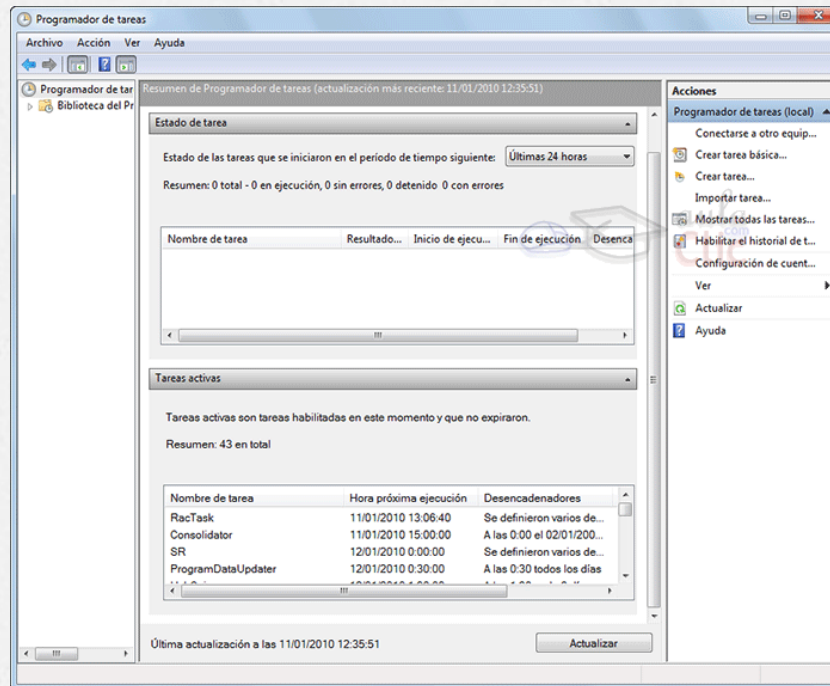 Programador de tareas
Archivo Acción Ver Ayuda
Programador de tar
Biblioteca del Pr
Resumen de Programador de tareas (actualización más reciente: 11/01/2010 12:35:51)
Estado de tarea
Estado de las tareas que se iniciaron en el período de tiempo siguiente: Últimas 24 horas
Resumen: 0 total - 0 en ejecución, 0 sin errores, 0 detenido 0 con errores
Nombre de tarea Resultado... Inicio de ejecu... Fin de ejecución Desenca
Tareas activas
Tareas activas son tareas habilitadas en este momento y que no expiraron.
Resumen: 43 en total
Nombre de tarea Hora próxima ejecución Desencadenadores
RacTask 11/01/2010 13:06:40 Se definieron varios de...
Consolidator 11/01/2010 15:00:00 A las 0:00 el 02/01/200...
SR 12/01/2010 0:00:00 Se definieron varios de...
ProgramDataUpdater 12/01/2010 0:30:00 A las 0:30 todos los días
Última actualización a las 11/01/2010 12:35:51 Actualizar
Acciones
Programador de tareas (local)
Conectarse a otro equip...
Crear tarea básica...
Crear tarea...
Importar tarea...
Mostrar todas las tareas...
Habilitar el historial de t...
Configuración de cuent...
Ver
Actualizar
Ayuda
aula
clic
com